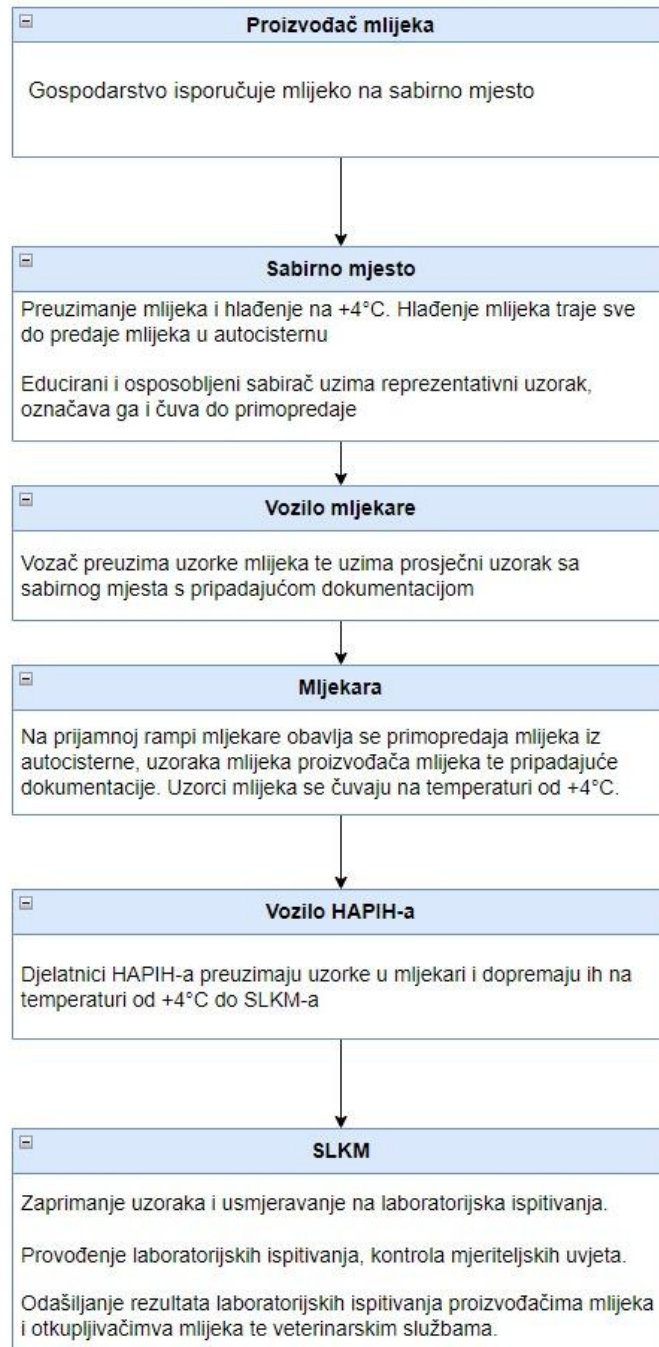 Proizvođač mlijeka
Gospodarstvo isporučuje mlijeko na sabirno mjesto
Sabirno mjesto
Preuzimanje mlijeka i hlađenje na +4°C. Hlađenje mlijeka traje sve
do predaje mlijeka u autocisternu
Educirani i osposobljeni sabirač uzima reprezentativni uzorak,
označava ga i čuva do primopredaje
Vozilo mljekare
Vozač preuzima uzorke mlijeka te uzima prosječni uzorak sa
sabirnog mjesta s pripadajućom dokumentacijom
Mljekara
Na prijamnoj rampi mljekare obavlja se primopredaja mlijeka iz
autocisterne, uzoraka mlijeka proizvođača mlijeka te pripadajuće
dokumentacije. Uzorci mlijeka se čuvaju na temperaturi od +4°C.
Vozilo HAPIH-a
Djelatnici HAPIH-a preuzimaju uzorke u mljekari i dopremaju ih na
temperaturi od +4°C do SLKM-a
SLKM
Zaprimanje uzoraka i usmjeravanje na laboratorijska ispitivanja.
Provođenje laboratorijskih ispitivanja, kontrola mjeriteljskih uvjeta.
Odašiljanje rezultata laboratorijskih ispitivanja proizvođačima mlijeka
i otkupljivačimva mlijeka te veterinarskim službama.